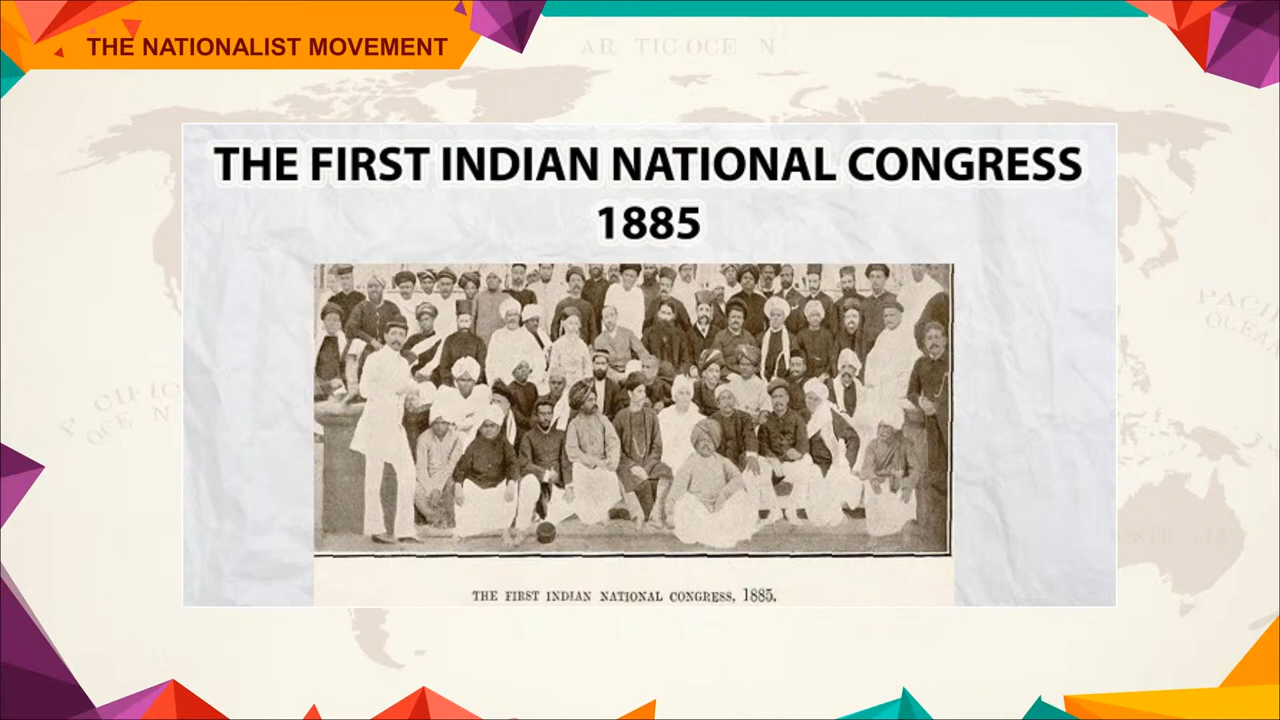 THE NATIONALIST MOVEMENT
THE FIRST INDIAN NATIONAL CONGRESS
1885
THE FIRST INDIAN NATIONAL CONGRESS, 1885.